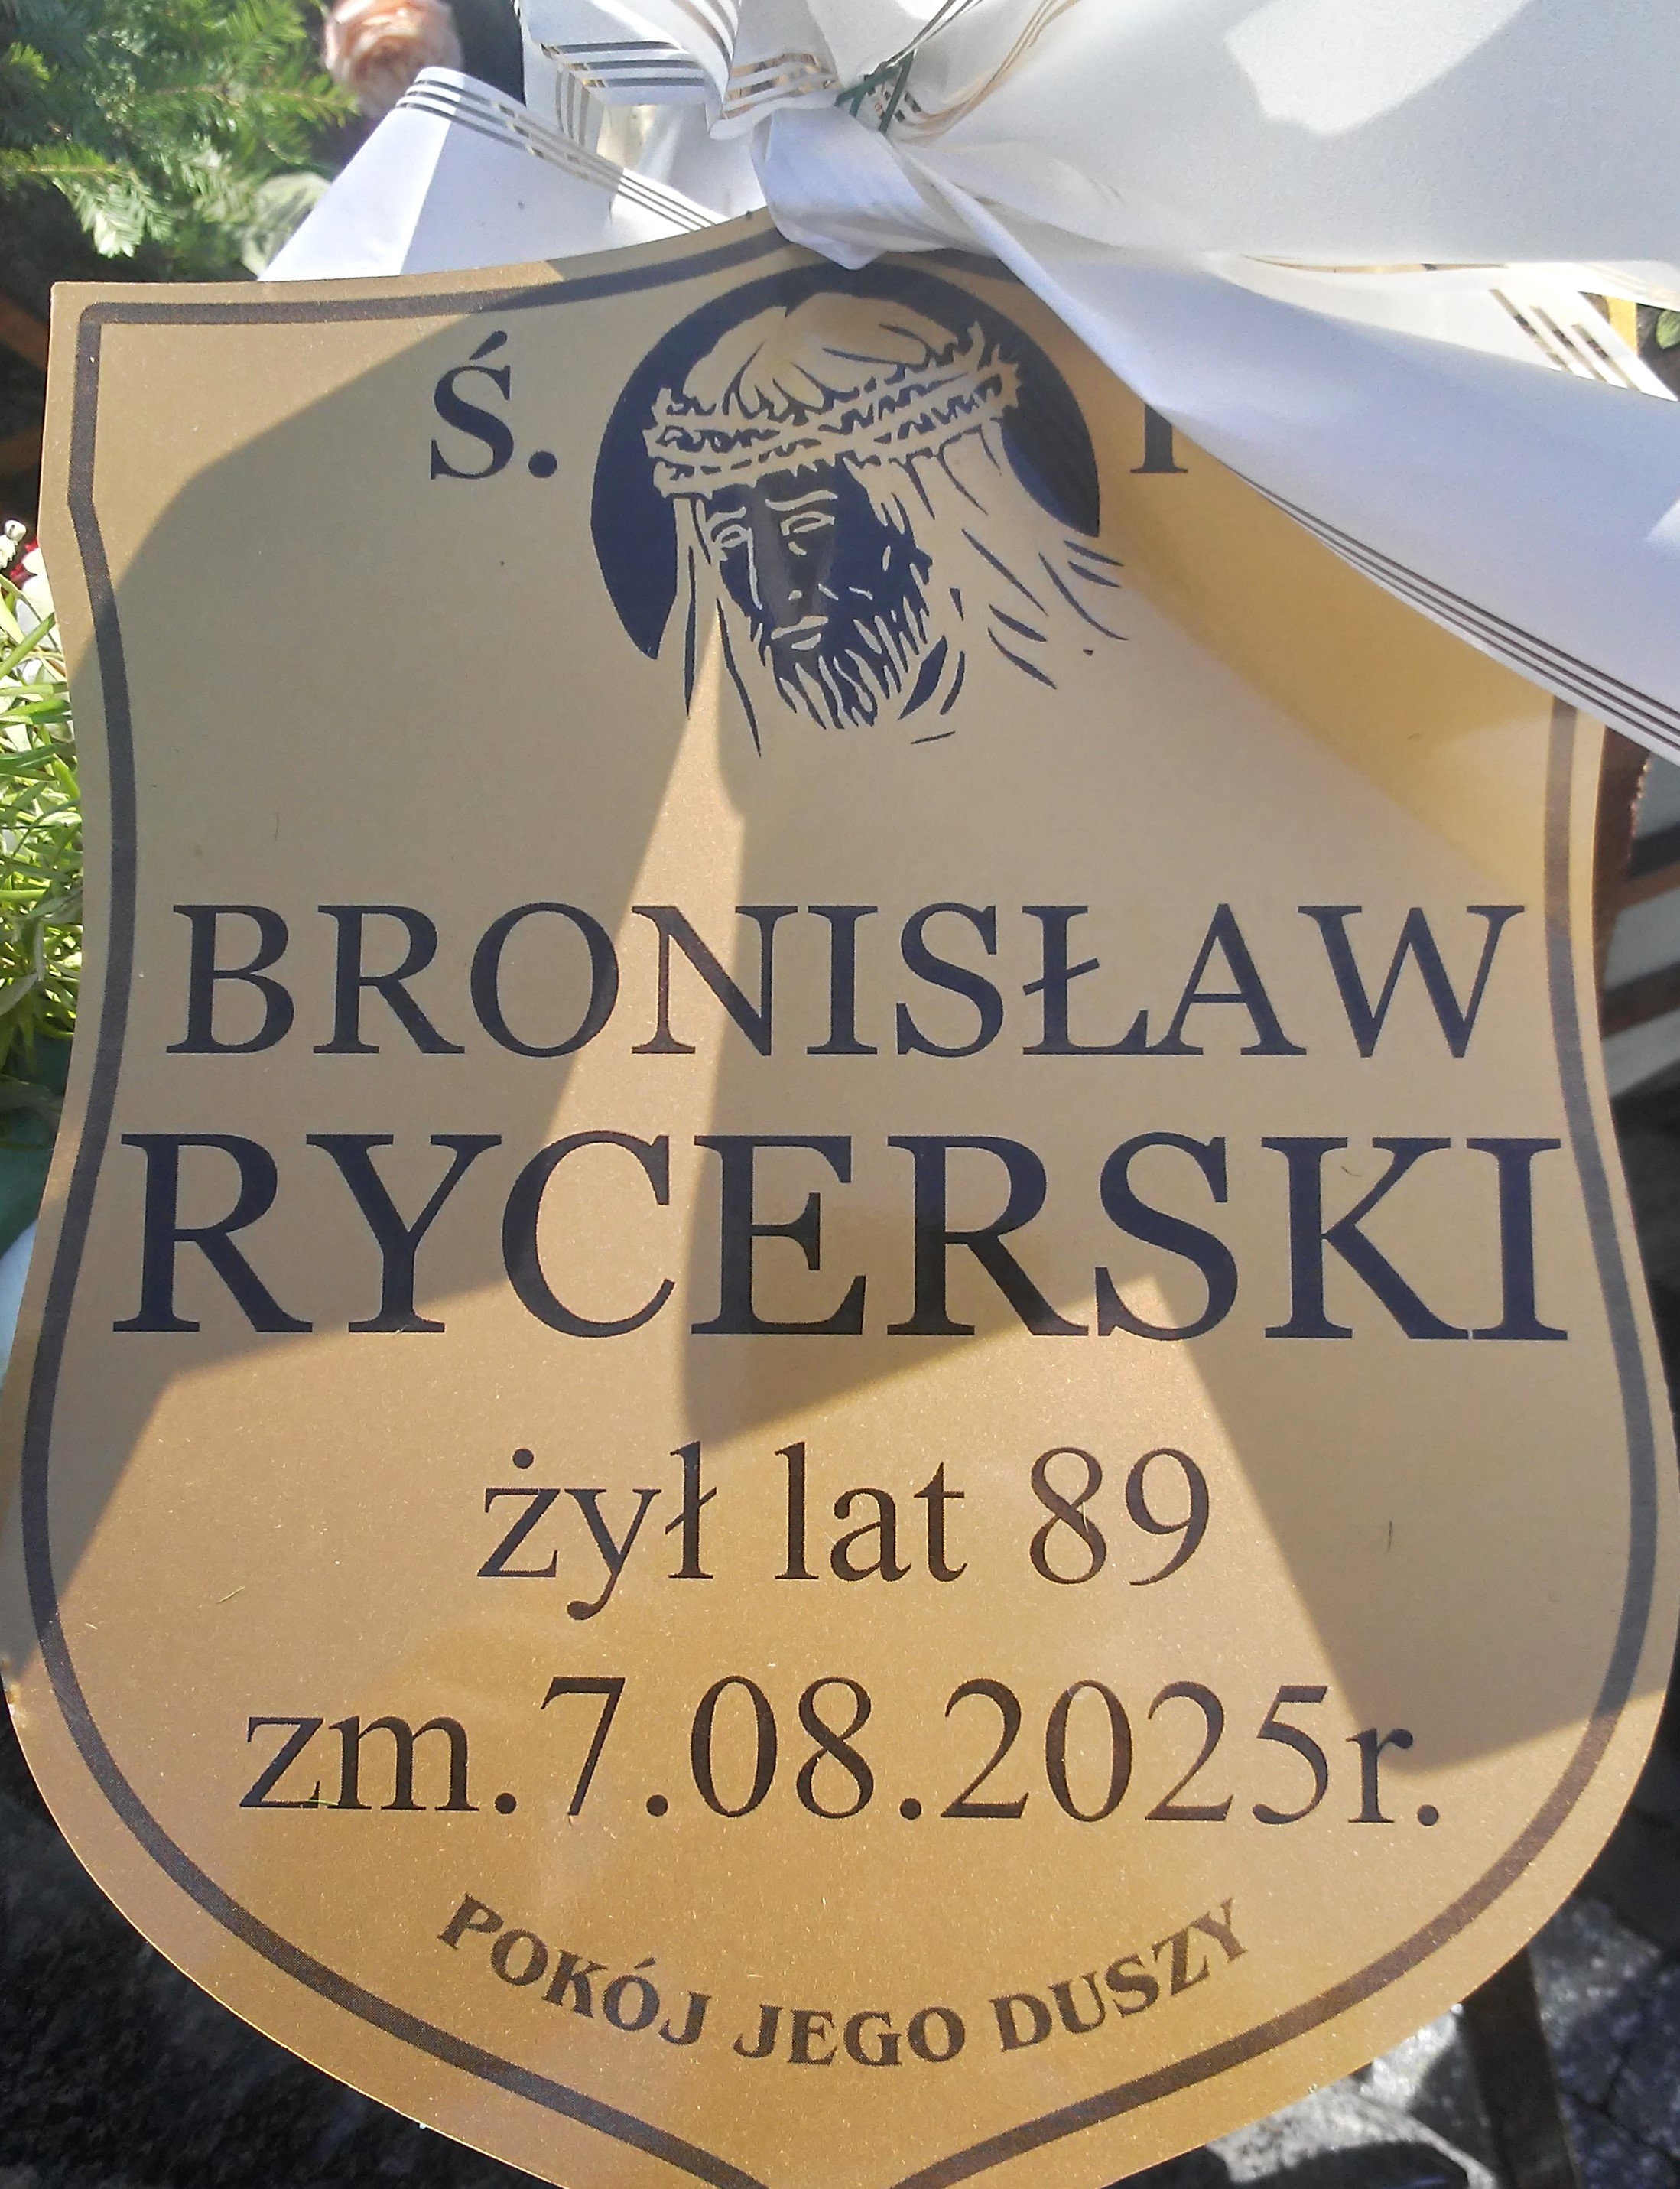 Ś.
BRONISŁAW
RYCERSKI
żył lat 89
zm.7.08.2025r.
POKÓJ JEGO DUSZY